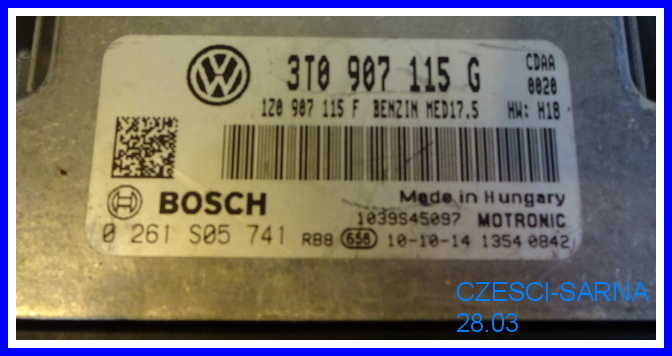 3T0 907 115 G CDAA
0020
1Z0 907 115 F BENZIN MED17.5 HW: H18
BOSCH Made in Hungary
1039S45097 MOTRONIC
0 261 S05 741 RB8 658 10-10-14 1354 0842
CZESCI-SARNA
28.03